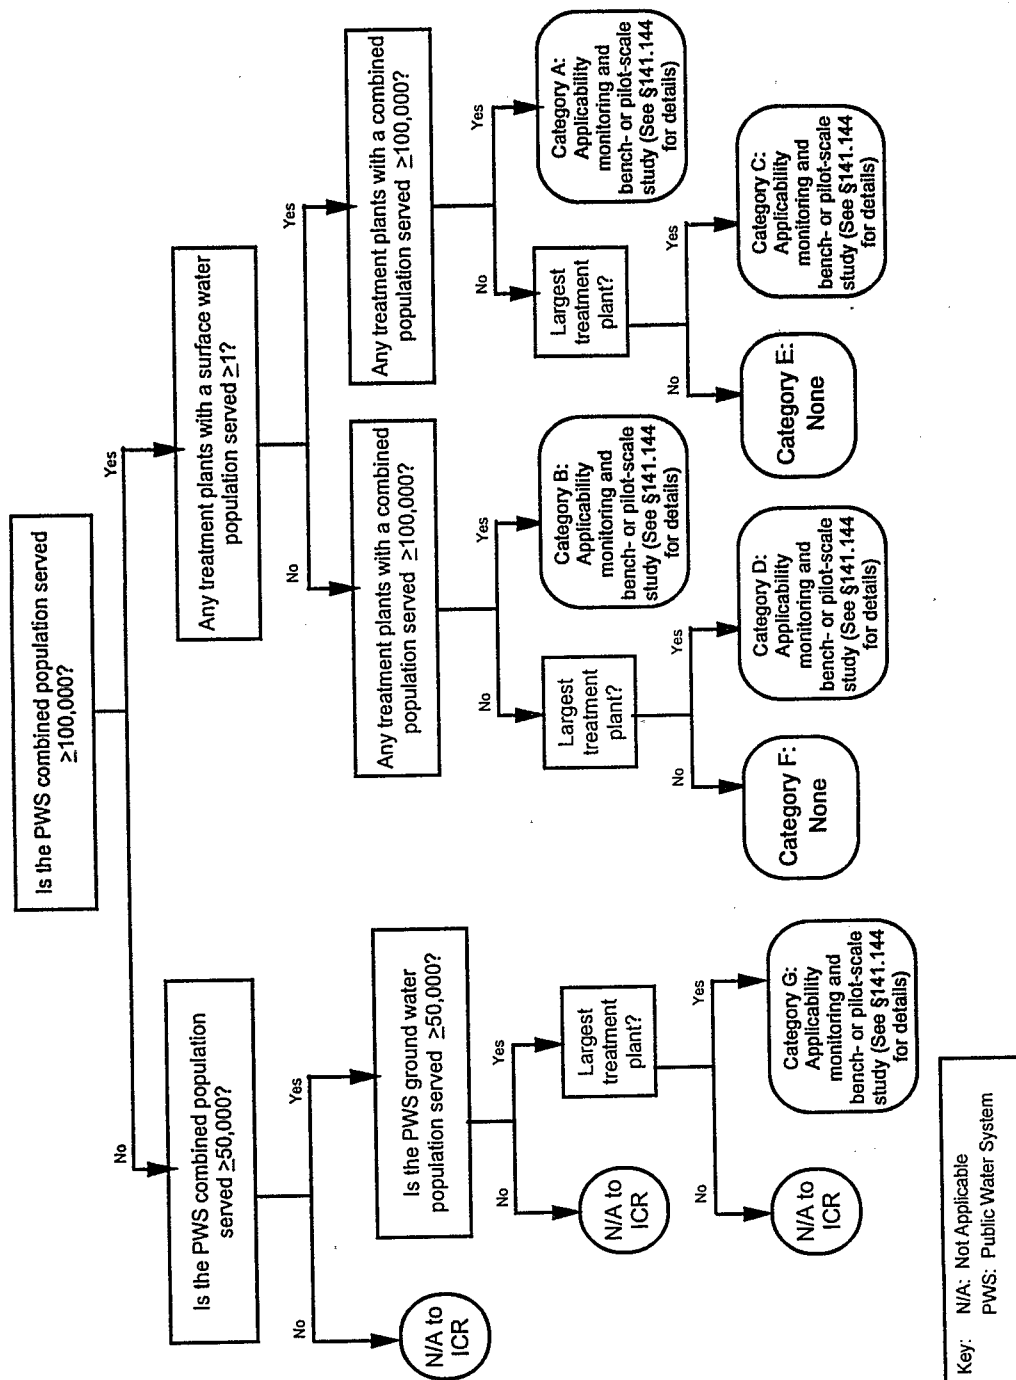 Is the PWS combined population served
≥100,000?
No
Yes
Is the PWS combined population
served ≥50,000?
Any treatment plants with a surface water
population served ≥1?
No
Yes
No
Yes
N/A to
ICR
Is the PWS ground water
population served ≥50,000?
Any treatment plants with a combined
population served ≥100,000?
Any treatment plants with a combined
population served ≥100,000?
No
Yes
No
Yes
No
Yes
N/A to
ICR
Largest
treatment
plant?
Largest
treatment
plant?
Category B:
Applicability
monitoring and
bench- or pilot-scale
study (See §141.144
for details)
Largest
treatment
plant?
Category A:
Applicability
monitoring and
bench- or pilot-scale
study (See §141.144
for details)
No
Yes
No
Yes
No
Yes
N/A to
ICR
Category G:
Applicability
monitoring and
bench- or pilot-scale
study (See §141.144
for details)
Category F:
None
Category D:
Applicability
monitoring and
bench- or pilot-scale
study (See §141.144
for details)
Category E:
None
Category C:
Applicability
monitoring and
bench- or pilot-scale
study (See §141.144
for details)
Key: N/A: Not Applicable
PWS: Public Water System